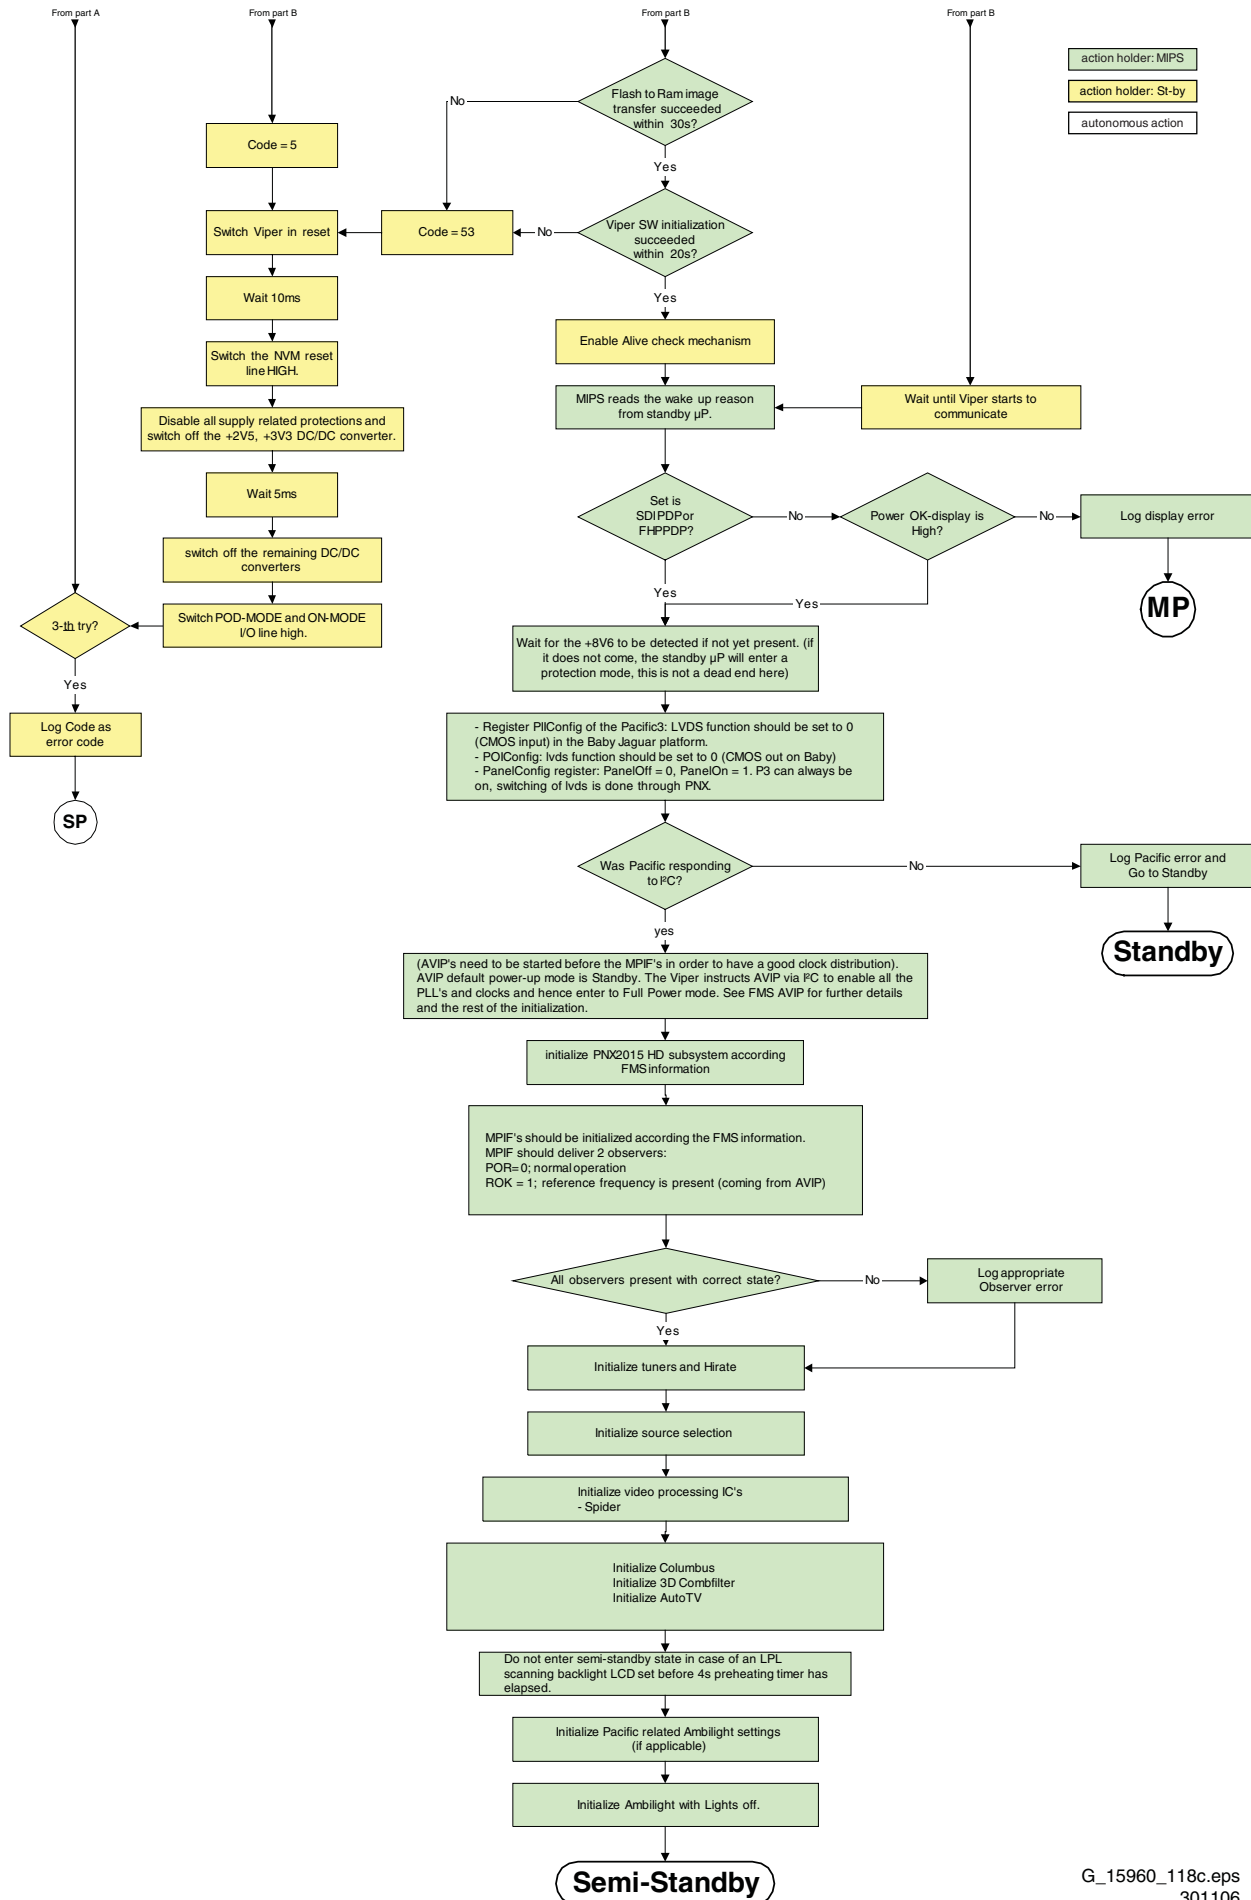 From part A
From part B
From part B
From part B
action holder: MIPS
action holder: St-by
autonomous action
Flash to Ram image
transfer succeeded
within 30s?
No
Yes
Code = 5
Switch Viper in reset
Code = 53
No
Viper SW initialization
succeeded
within 20s?
Yes
Wait 10ms
Switch the NVM reset
line HIGH.
Disable all supply related protections and
switch off the +2V5, +3V3 DC/DC converter.
Wait 5ms
switch off the remaining DC/DC
converters
Switch POD-MODE and ON-MODE
I/O line high.
3-th try?
Yes
Log Code as
error code
SP
Enable Alive check mechanism
MIPS reads the wake up reason
from standby µP.
Wait until Viper starts to
communicate
Set is
SDI PDP or
FHP PDP?
No
Power OK-display is
High?
No
Log display error
MP
Yes
Yes
Wait for the +8V6 to be detected if not yet present. (if
it does not come, the standby µP will enter a
protection mode, this is not a dead end here)
- Register PIIConfig of the Pacific3: LVDS function should be set to 0
(CMOS input) in the Baby Jaguar platform.
- POIConfig: lvds function should be set to 0 (CMOS out on Baby)
- PanelConfig register: PanelOff = 0, PanelOn = 1. P3 can always be
on, switching of lvds is done through PNX.
Was Pacific responding
to I²C?
No
Log Pacific error and
Go to Standby
Standby
yes
(AVIP's need to be started before the MPIF's in order to have a good clock distribution).
AVIP default power-up mode is Standby. The Viper instructs AVIP via I²C to enable all the
PLL's and clocks and hence enter to Full Power mode. See FMS AVIP for further details
and the rest of the initialization.
initialize PNX2015 HD subsystem according
FMS information
MPIF's should be initialized according the FMS information.
MPIF should deliver 2 observers:
POR= 0; normal operation
ROK = 1; reference frequency is present (coming from AVIP)
All observers present with correct state?
No
Log appropriate
Observer error
Yes
Initialize tuners and Hirate
Initialize source selection
Initialize video processing IC's
- Spider
Initialize Columbus
Initialize 3D Combfilter
Initialize AutoTV
Do not enter semi-standby state in case of an LPL
scanning backlight LCD set before 4s preheating timer has
elapsed.
Initialize Pacific related Ambilight settings
(if applicable)
Initialize Ambilight with Lights off.
Semi-Standby
G_15960_118c.eps
301106